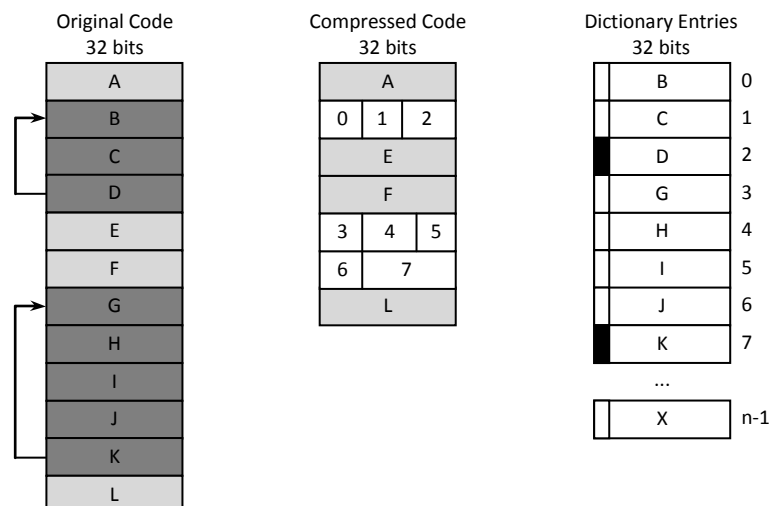 Original Code
32 bits
A
B
C
D
E
F
G
H
I
J
K
L
Compressed Code
32 bits
A
0 1 2
E
F
3 4 5
6 7
L
Dictionary Entries
32 bits
B 0
C 1
D 2
G 3
H 4
I 5
J 6
K 7
...
X n-1